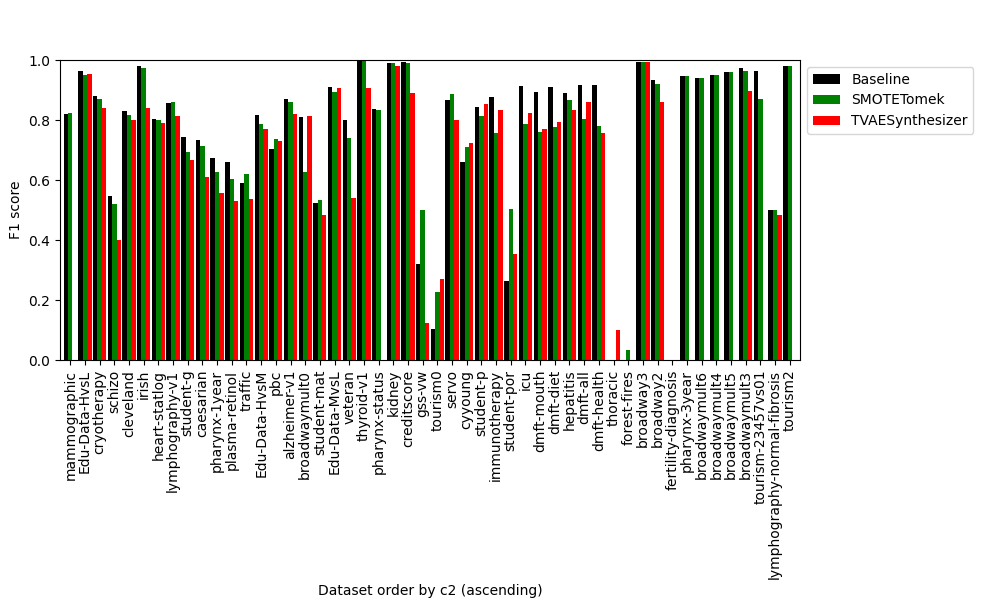 Baseline
SMOTETomek
TVAESynthesizer
F1 score
1.0
0.8
0.6
0.4
0.2
0.0
mammographic
Edu-Data-HvsL
cryotherapy
schizo
cleveland
irish
heart-statlog
lymphography-v1
student-g
caesarian
pharynx-1year
plasma-retinol
traffic
Edu-Data-HvsM
pbc
alzheimer-v1
broadwaymult0
student-mat
Edu-Data-MvsL
veteran
thyroid-v1
pharynx-status
kidney
creditscore
gss-vw
tourism0
servo
cyyoung
student-p
immunotherapy
student-por
icu
dmft-mouth
dmft-diet
hepatitis
dmft-all
dmft-health
thoracic
forest-fires
broadway3
broadway2
fertility-diagnosis
pharynx-3year
broadwaymult6
broadwaymult4
broadwaymult5
broadwaymult3
tourism-23457vs01
lymphography-normal-fibrosis
tourism2
Dataset order by c2 (ascending)